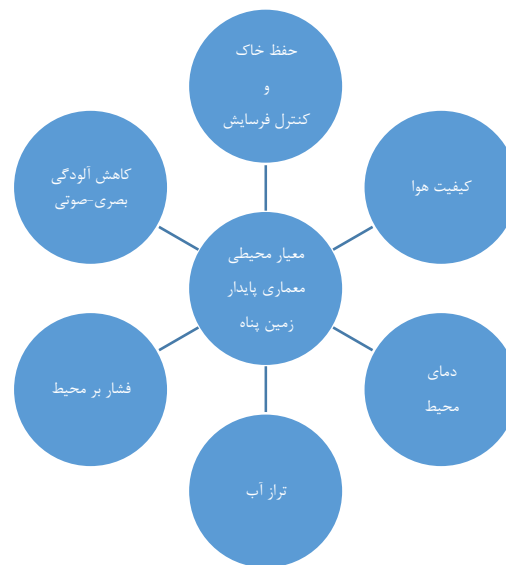 حفظ خاک
و
کنترل فرسایش
کیفیت هوا
دمای
محیط
تراز آب
فشار بر محیط
کاهش آلودگی
بصری-صوتی
معیار محیطی
معماری پایدار
زمین پناه